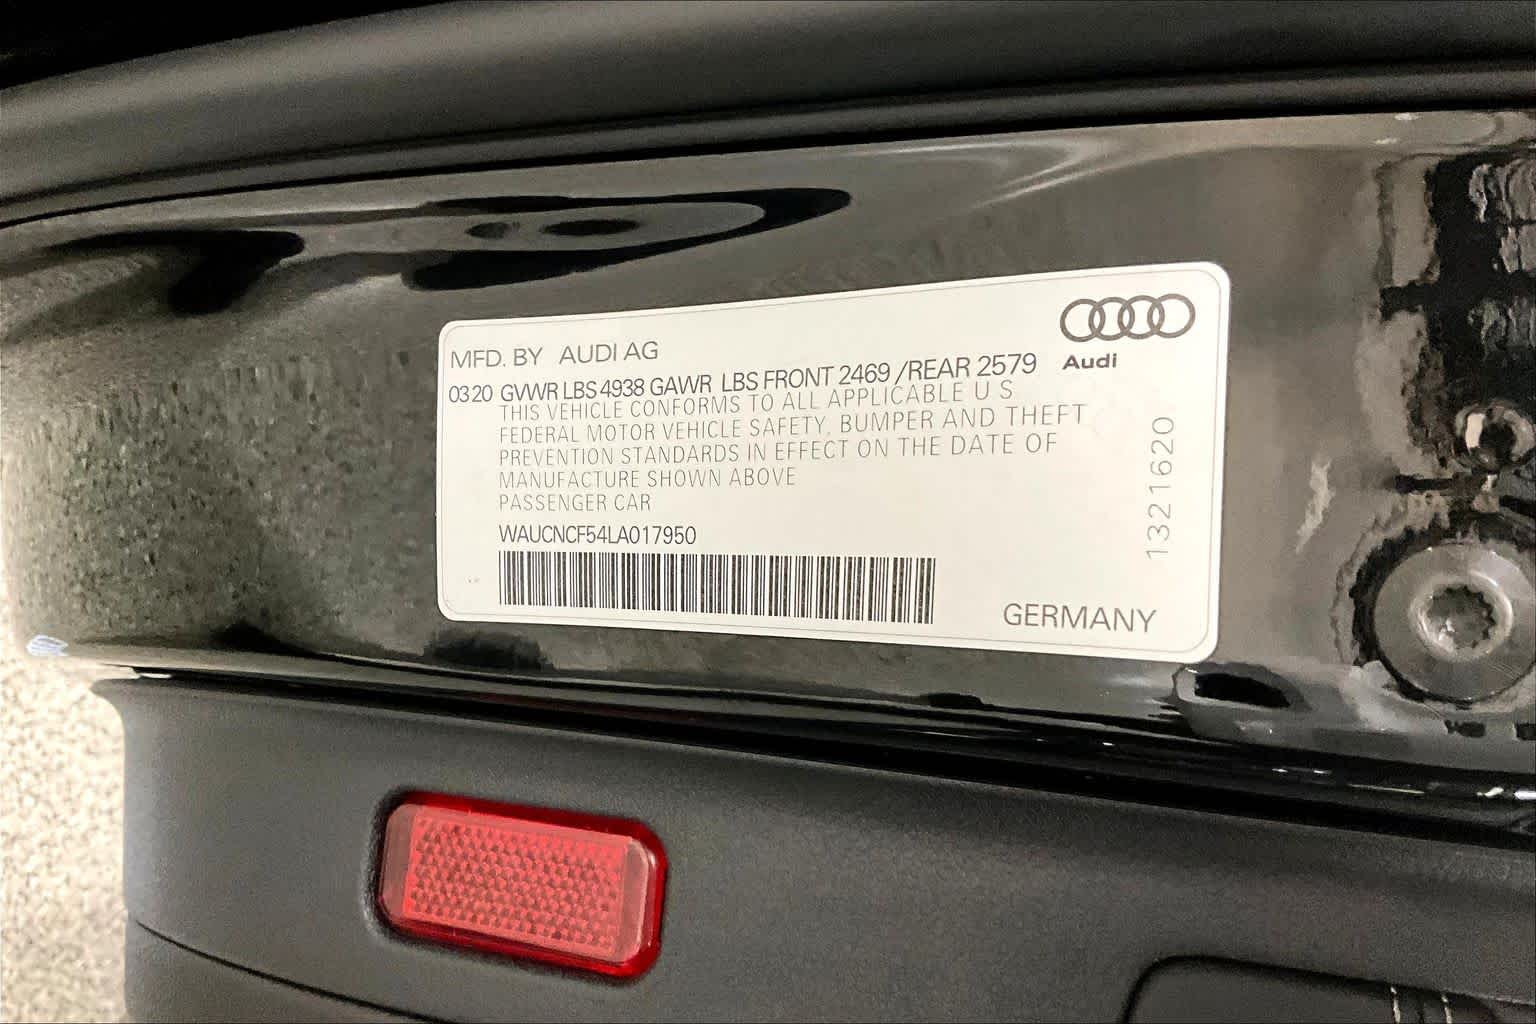 MFD. BY AUDI AG
Audi
0320 GVWR LBS 4938 GAWR LBS FRONT 2469 /REAR 2579
THIS VEHICLE CONFORMS TO ALL APPLICABLE U S
FEDERAL MOTOR VEHICLE SAFETY, BUMPER AND THEFT
PREVENTION STANDARDS IN EFFECT ON THE DATE OF
MANUFACTURE SHOWN ABOVE
PASSENGER CAR
WAUCNCF54LA017950
1321620
GERMANY